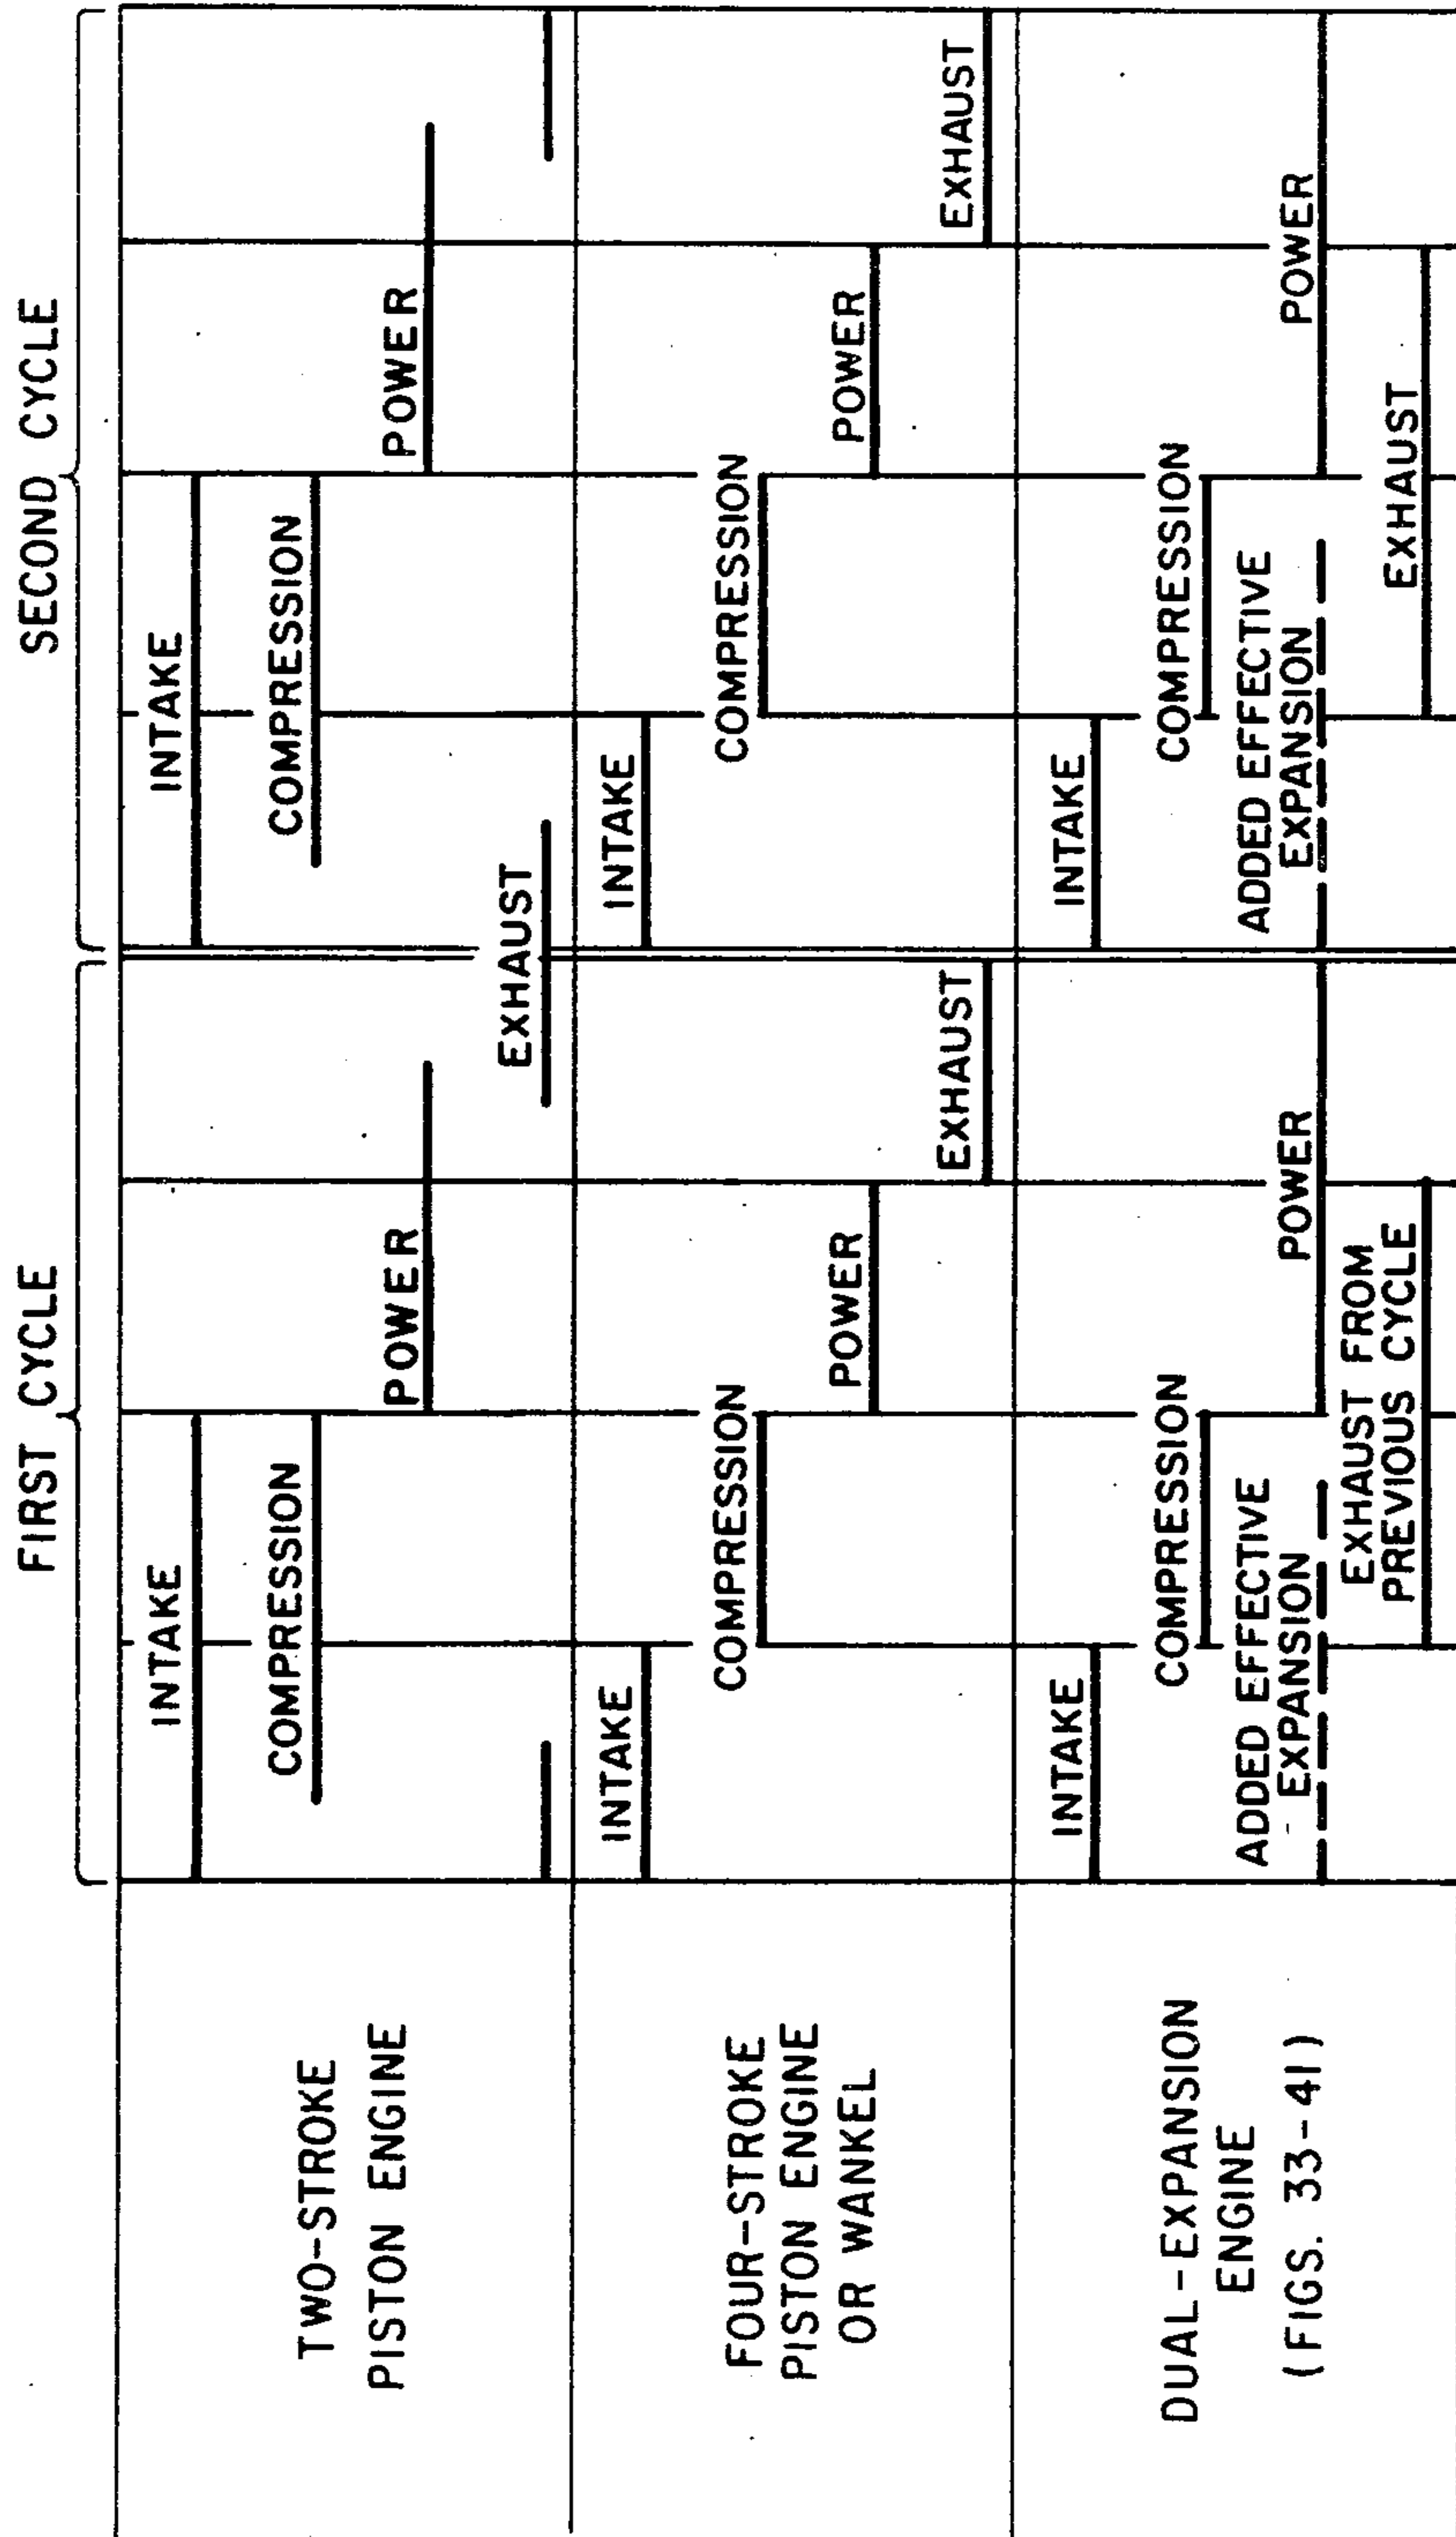 FIRST CYCLE
SECOND CYCLE
TWO-STROKE
PISTON ENGINE
INTAKE
COMPRESSION
POWER
EXHAUST
INTAKE
COMPRESSION
POWER
FOUR-STROKE
PISTON ENGINE
OR WANKEL
INTAKE
COMPRESSION
POWER
EXHAUST
INTAKE
COMPRESSION
POWER
EXHAUST
DUAL-EXPANSION
ENGINE
(FIGS. 33-41)
INTAKE
COMPRESSION
ADDED EFFECTIVE
EXPANSION
POWER
EXHAUST FROM
PREVIOUS CYCLE
INTAKE
COMPRESSION
ADDED EFFECTIVE
EXPANSION
POWER
EXHAUST